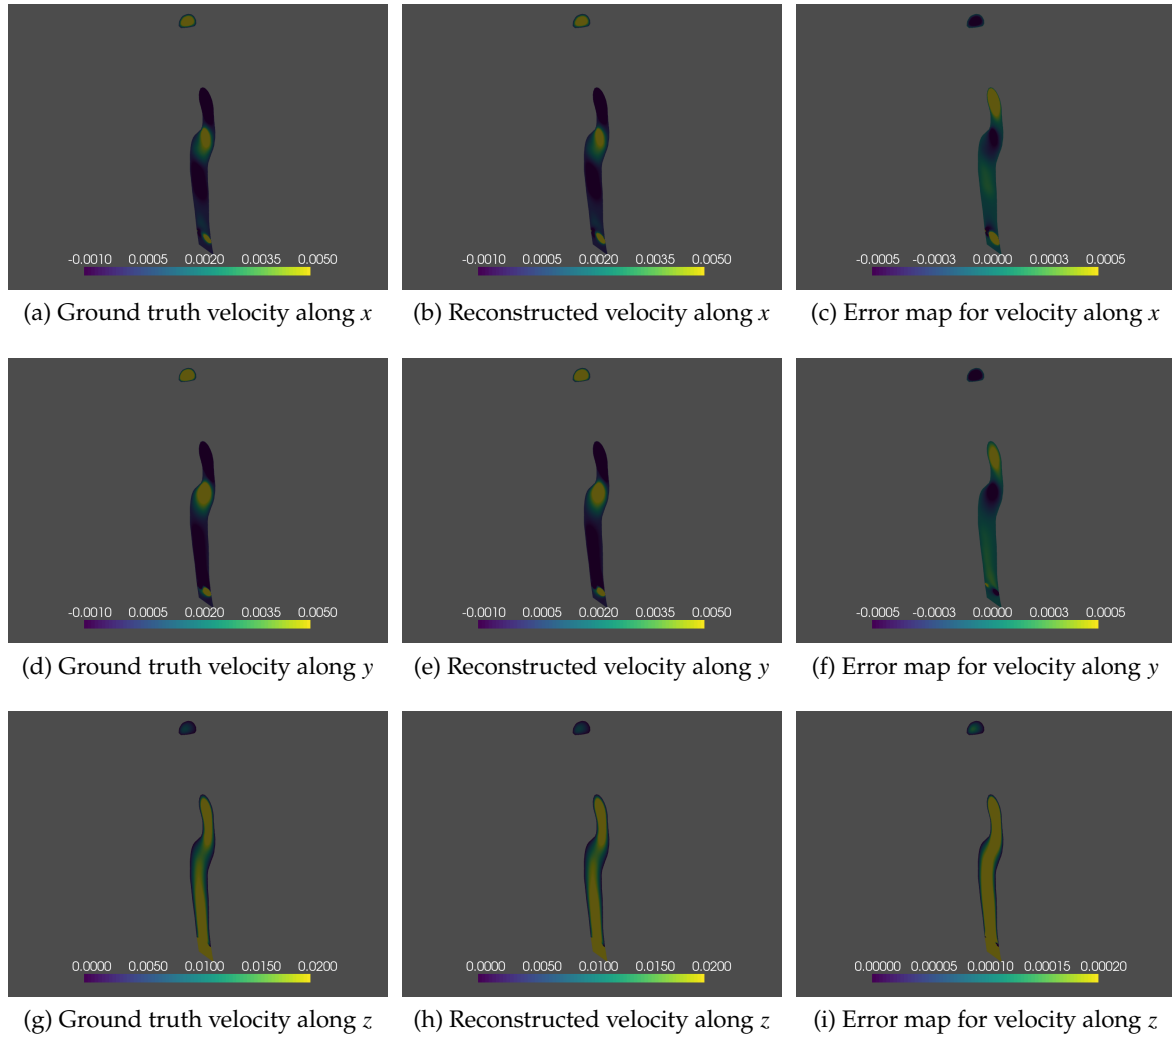 -0.0010 0.0005 0.0020 0.0035 0.0050
-0.0010 0.0005 0.0020 0.0035 0.0050
-0.0005 -0.0003 0.0000 0.0003 0.0005
(a) Ground truth velocity along x
(b) Reconstructed velocity along x
(c) Error map for velocity along x
-0.0010 0.0005 0.0020 0.0035 0.0050
-0.0010 0.0005 0.0020 0.0035 0.0050
-0.0005 -0.0003 0.0000 0.0003 0.0005
(d) Ground truth velocity along y
(e) Reconstructed velocity along y
(f) Error map for velocity along y
0.0000 0.0050 0.0100 0.0150 0.0200
0.0000 0.0050 0.0100 0.0150 0.0200
0.00000 0.00005 0.00010 0.00015 0.00020
(g) Ground truth velocity along z
(h) Reconstructed velocity along z
(i) Error map for velocity along z